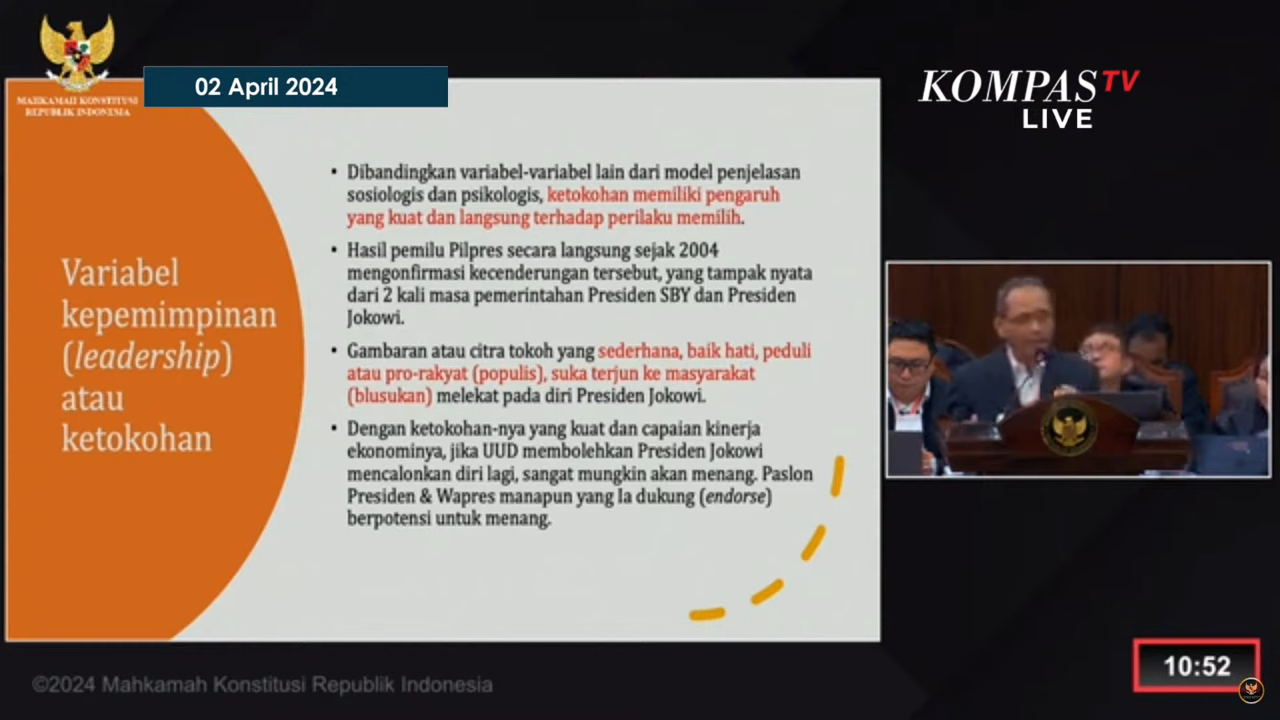 MAHKAMAH KONSTITUSI
REPUBLIK INDONESIA
02 April 2024
KOMPAS TV
LIVE
Variabel
kepemimpinan
(leadership)
atau
ketokohan
• Dibandingkan variabel-variabel lain dari model penjelasan
sosiologis dan psikologis, ketokohan memiliki pengaruh
yang kuat dan langsung terhadap perilaku memilih.
• Hasil pemilu Pilpres secara langsung sejak 2004
mengonfirmasi kecenderungan tersebut, yang tampak nyata
dari 2 kali masa pemerintahan Presiden SBY dan Presiden
Jokowi.
• Gambaran atau citra tokoh yang sederhana, baik hati, peduli
atau pro-rakyat (populis), suka terjun ke masyarakat
(blusukan) melekat pada diri Presiden Jokowi.
• Dengan ketokohan-nya yang kuat dan capaian kinerja
ekonominya, jika UUD membolehkan Presiden Jokowi
mencalonkan diri lagi, sangat mungkin akan menang. Paslon
Presiden & Wapres manapun yang Ia dukung (endorse)
berpotensi untuk menang.
10:52
©2024 Mahkamah Konstitusi Republik Indonesia